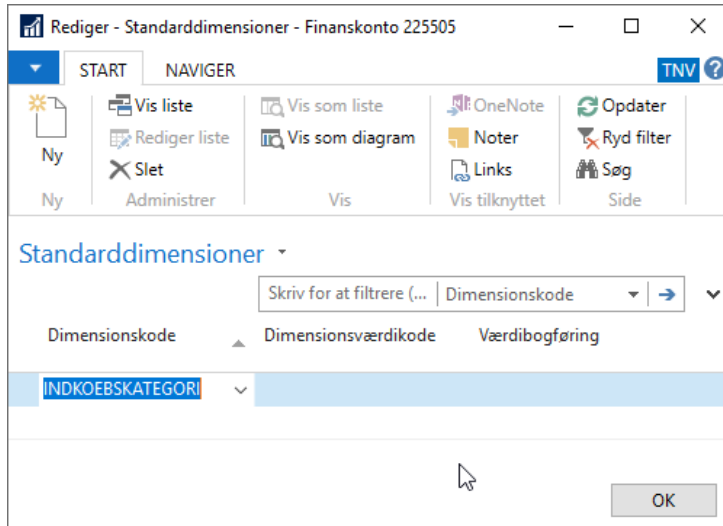 Rediger - Standarddimensioner - Finanskonto 225505
START NAVIGER TNV ?
Ny
Vis liste
Rediger liste
Slet
Vis som liste
Vis som diagram
OneNote
Noter
Links
Opdater
Ryd filter
Søg
Ny Administrer Vis Vis tilknyttet Side
Standarddimensioner
Skriv for at filtrere (... Dimensionskode
Dimensionskode Dimensionsværdikode Værdibogføring
INDKOEBSKATEGORI
OK